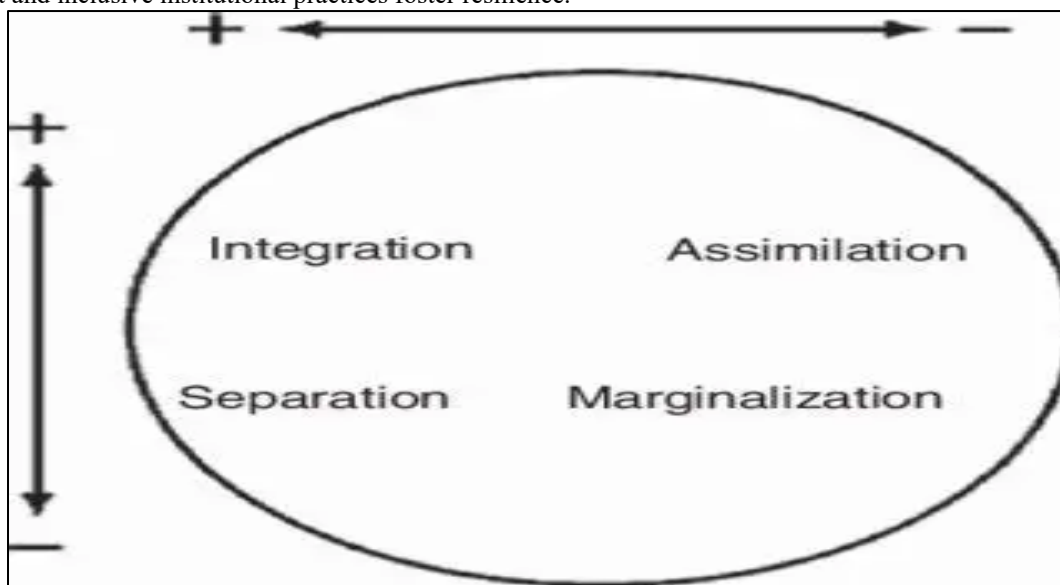 and inclusive institutional practices foster resilience.
+ −
+
Integration Assimilation
Separation Marginalization
−